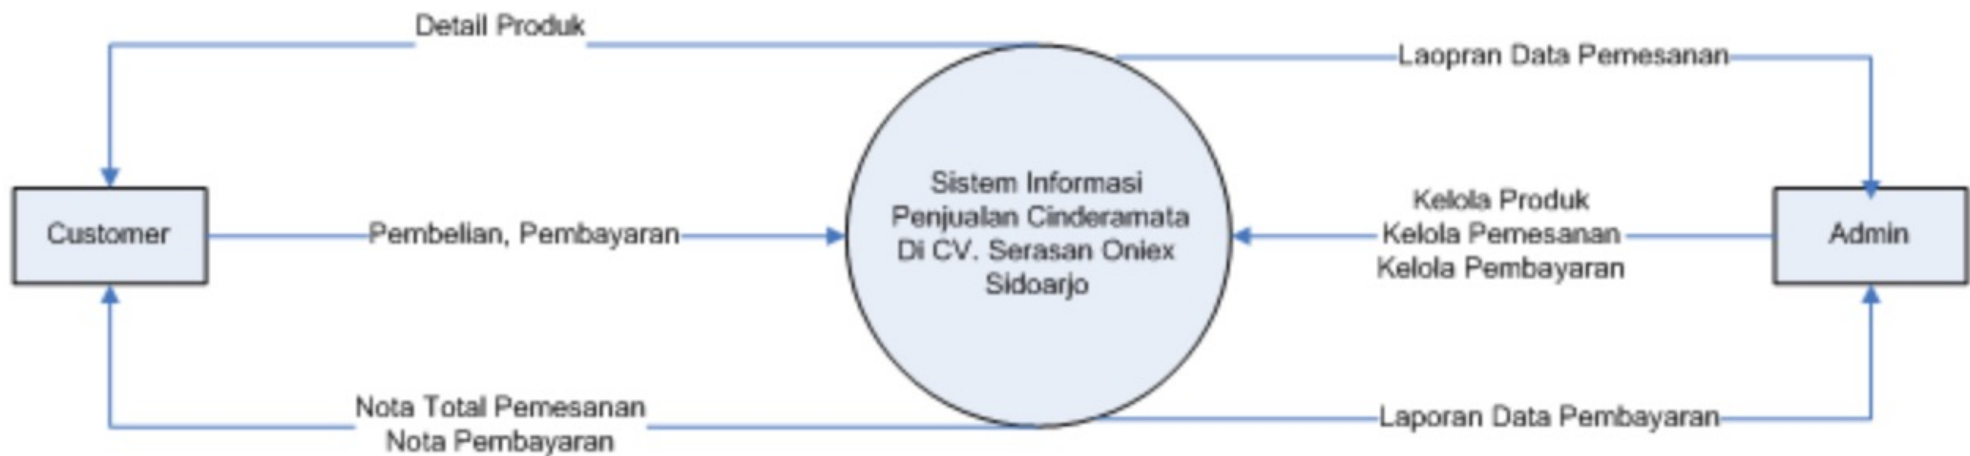 Detail Produk
Laopran Data Pemesanan
Customer
Pembelian, Pembayaran
Sistem Informasi
Penjualan Cinderamata
Di CV. Serasan Oniex
Sidoarjo
Kelola Produk
Kelola Pemesanan
Kelola Pembayaran
Admin
Nota Total Pemesanan
Nota Pembayaran
Laporan Data Pembayaran